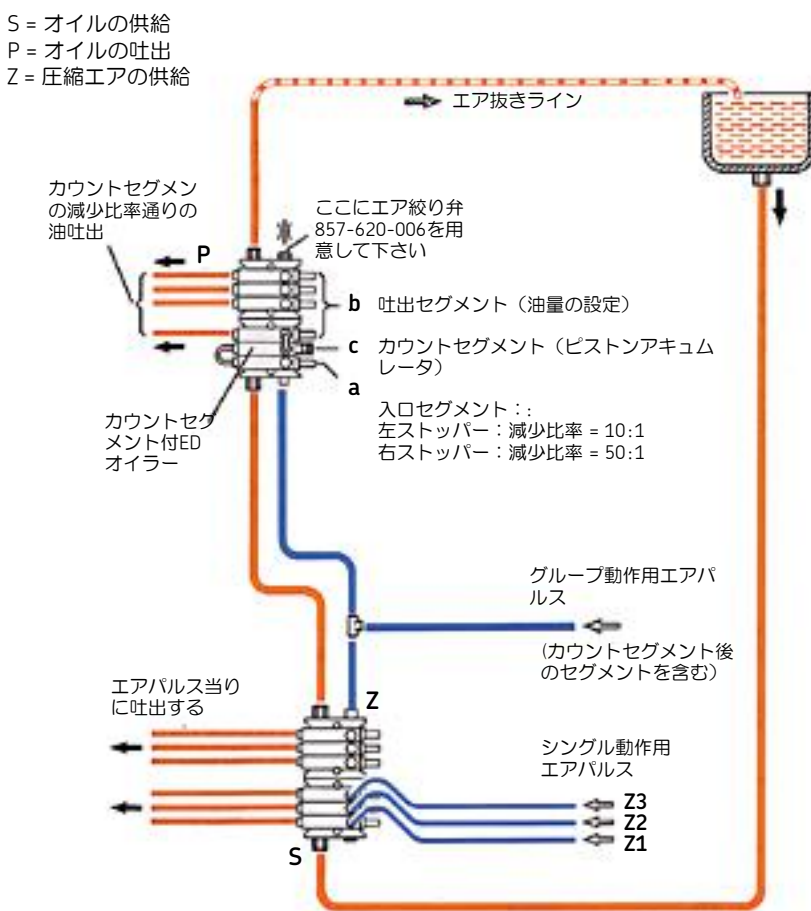 S = オイルの供給
P = オイルの吐出
Z = 圧縮エアの供給
エア抜きライン
カウントセグメン
の減少比率通りの
油吐出
P
ここにエア絞り弁
857-620-006を用
意して下さい
b 吐出セグメント（油量の設定）
c カウントセグメント（ピストンアキュム
レータ）
a
入口セグメント：:
左ストッパー：減少比率 = 10:1
右ストッパー：減少比率 = 50:1
カウントセグ
メント付ED
オイラー
グループ動作用エアパ
ルス
(カウントセグメント後
のセグメントを含む）
エアパルス当り
に吐出する
Z
シングル動作用
エアパルス
Z3
Z2
Z1
S